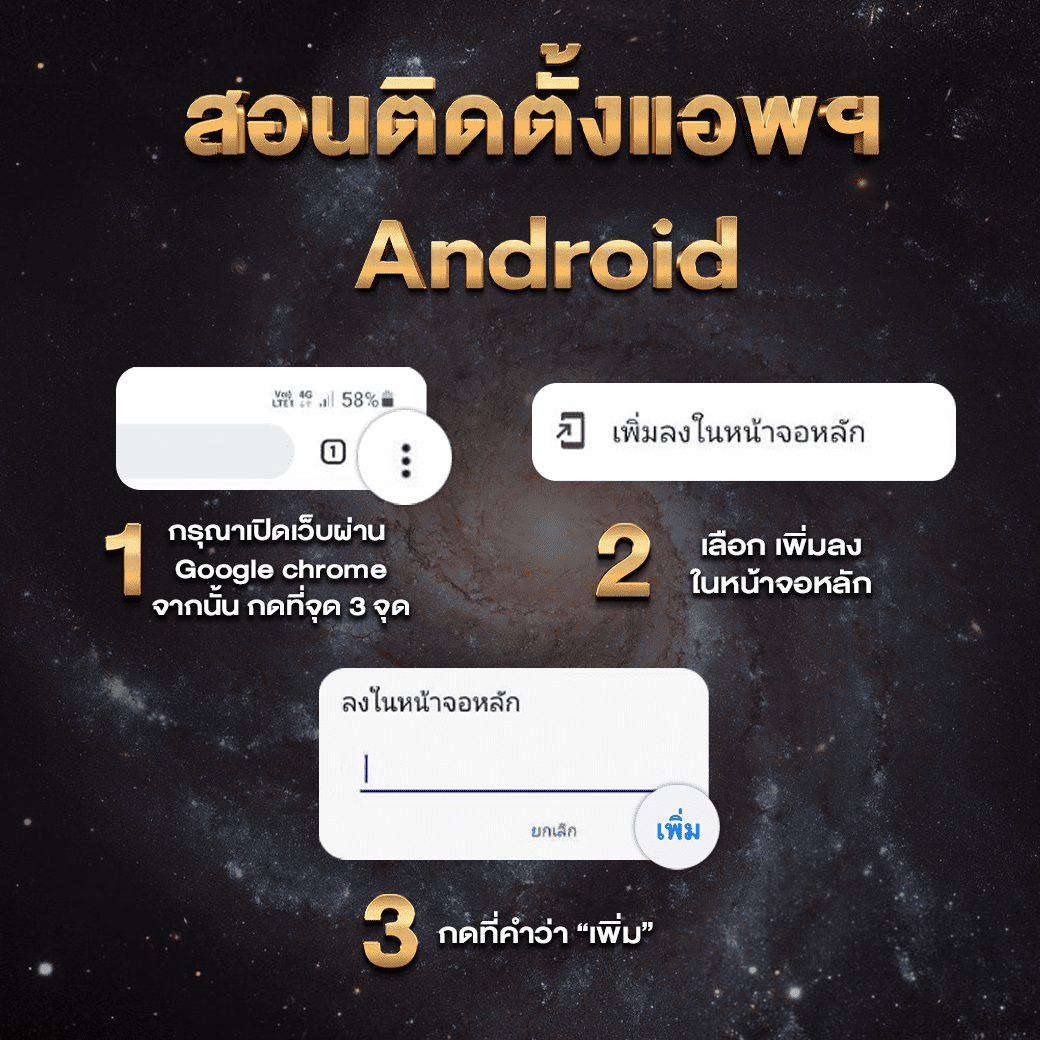 สอนติดตั้งแอพฯ
Android
Vo) 4G 58%
LTE1
1
เพิ่มลงในหน้าจอหลัก
1
กรุณาเปิดเว็บผ่าน
Google chrome
จากนั้น กดที่จุด 3 จุด
2
เลือก เพิ่มลง
ในหน้าจอหลัก
ลงในหน้าจอหลัก
ยกเลิก
เพิ่ม
3
กดที่คำว่า “เพิ่ม”